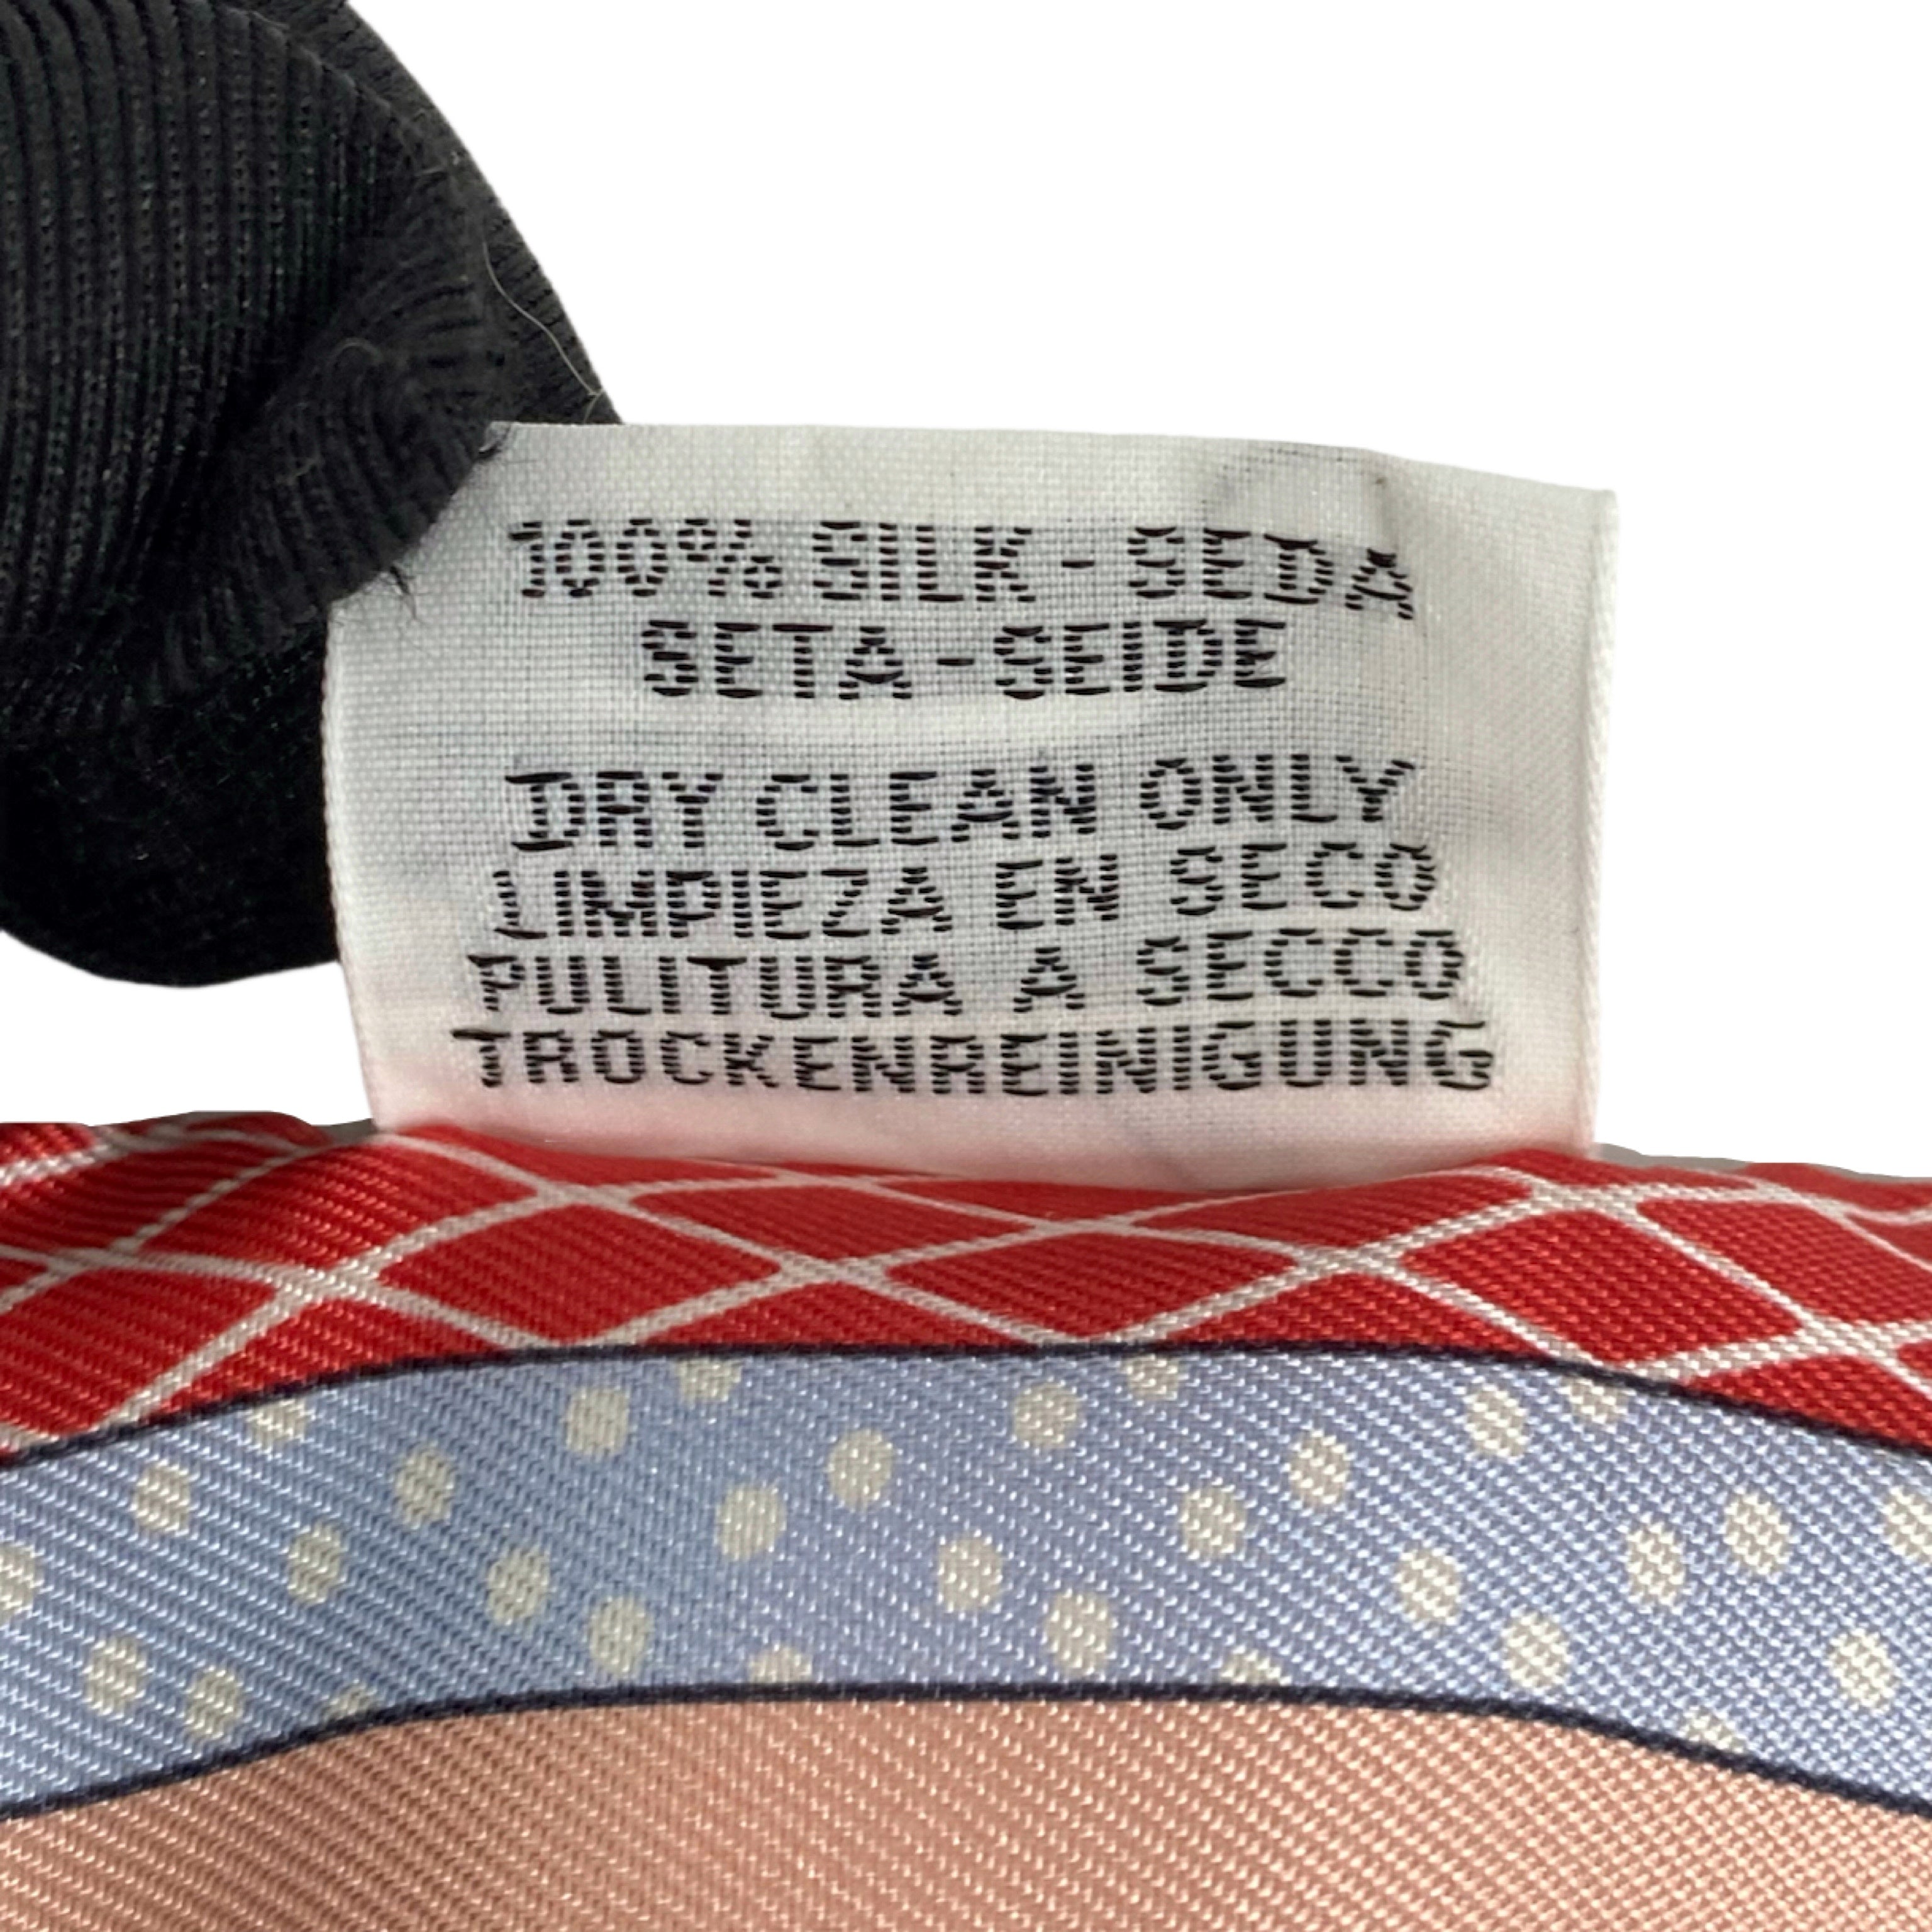 100% SILK - SEDA
SETA - SEIDE
DRY CLEAN ONLY
LIMPIEZA EN SECO
PULITURA A SECCO
TROCKENREINIGUNG